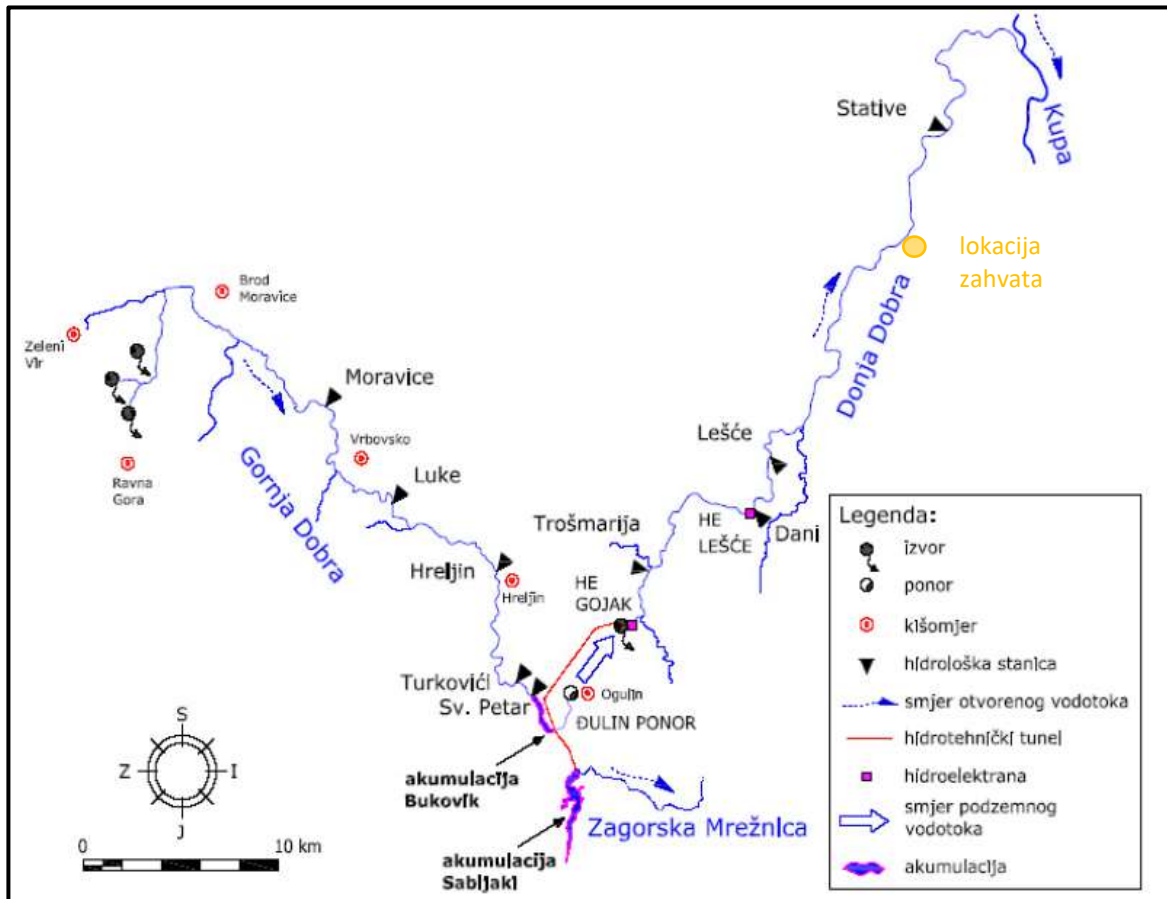 Stative
Kupa
lokacija
zahvata
Brod
Moravice
Zeleni
Vir
Moravice
Donja Dobra
Vrbovsko
Ravna
Gora
Gornja Dobra
Luke
Lešće
Trošmarija
HE
LEŠĆE
Dani
Hreljin
Hreljin
HE
GOJAK
Turkovići
Sv. Petar
Ogulin
ĐULIN PONOR
akumulacija
Bukovik
Zagorska Mrežnica
akumulacija
Sabljaki
S
Z
I
J
0
10 km
Legenda:
izvor
ponor
kišomjer
hidrološka stanica
smjer otvorenog vodotoka
hidrotehnički tunel
hidroelektrana
smjer podzemnog
vodotoka
akumulacija